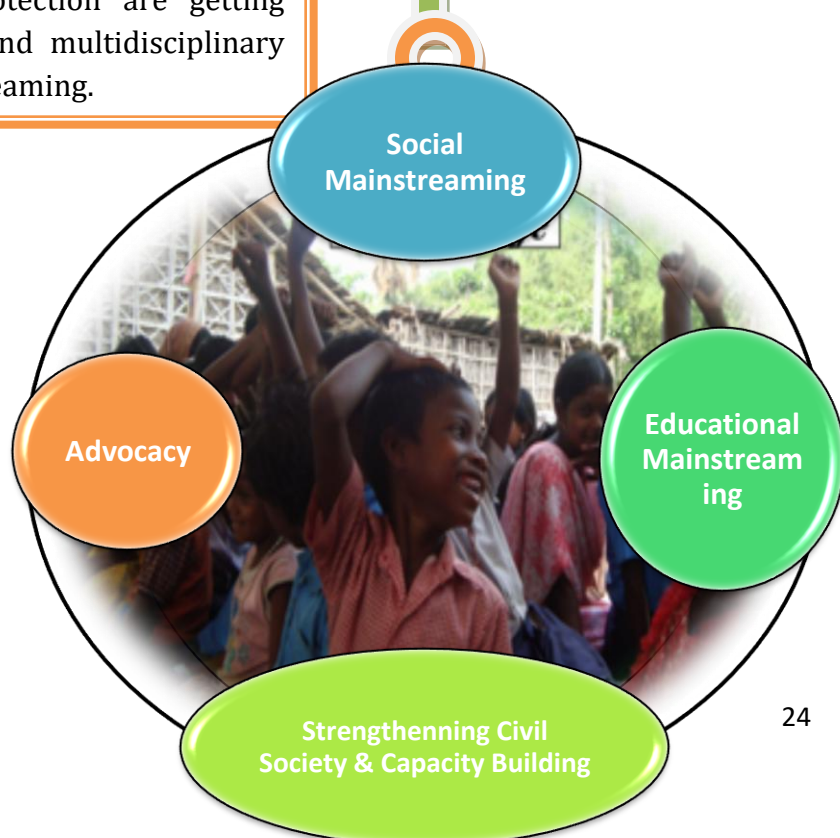 otection are getting
nd multidisciplinary
eaming.
Social
Mainstreaming
Advocacy
Educational
Mainstream
ing
Strengthenning Civil
Society & Capacity Building
24